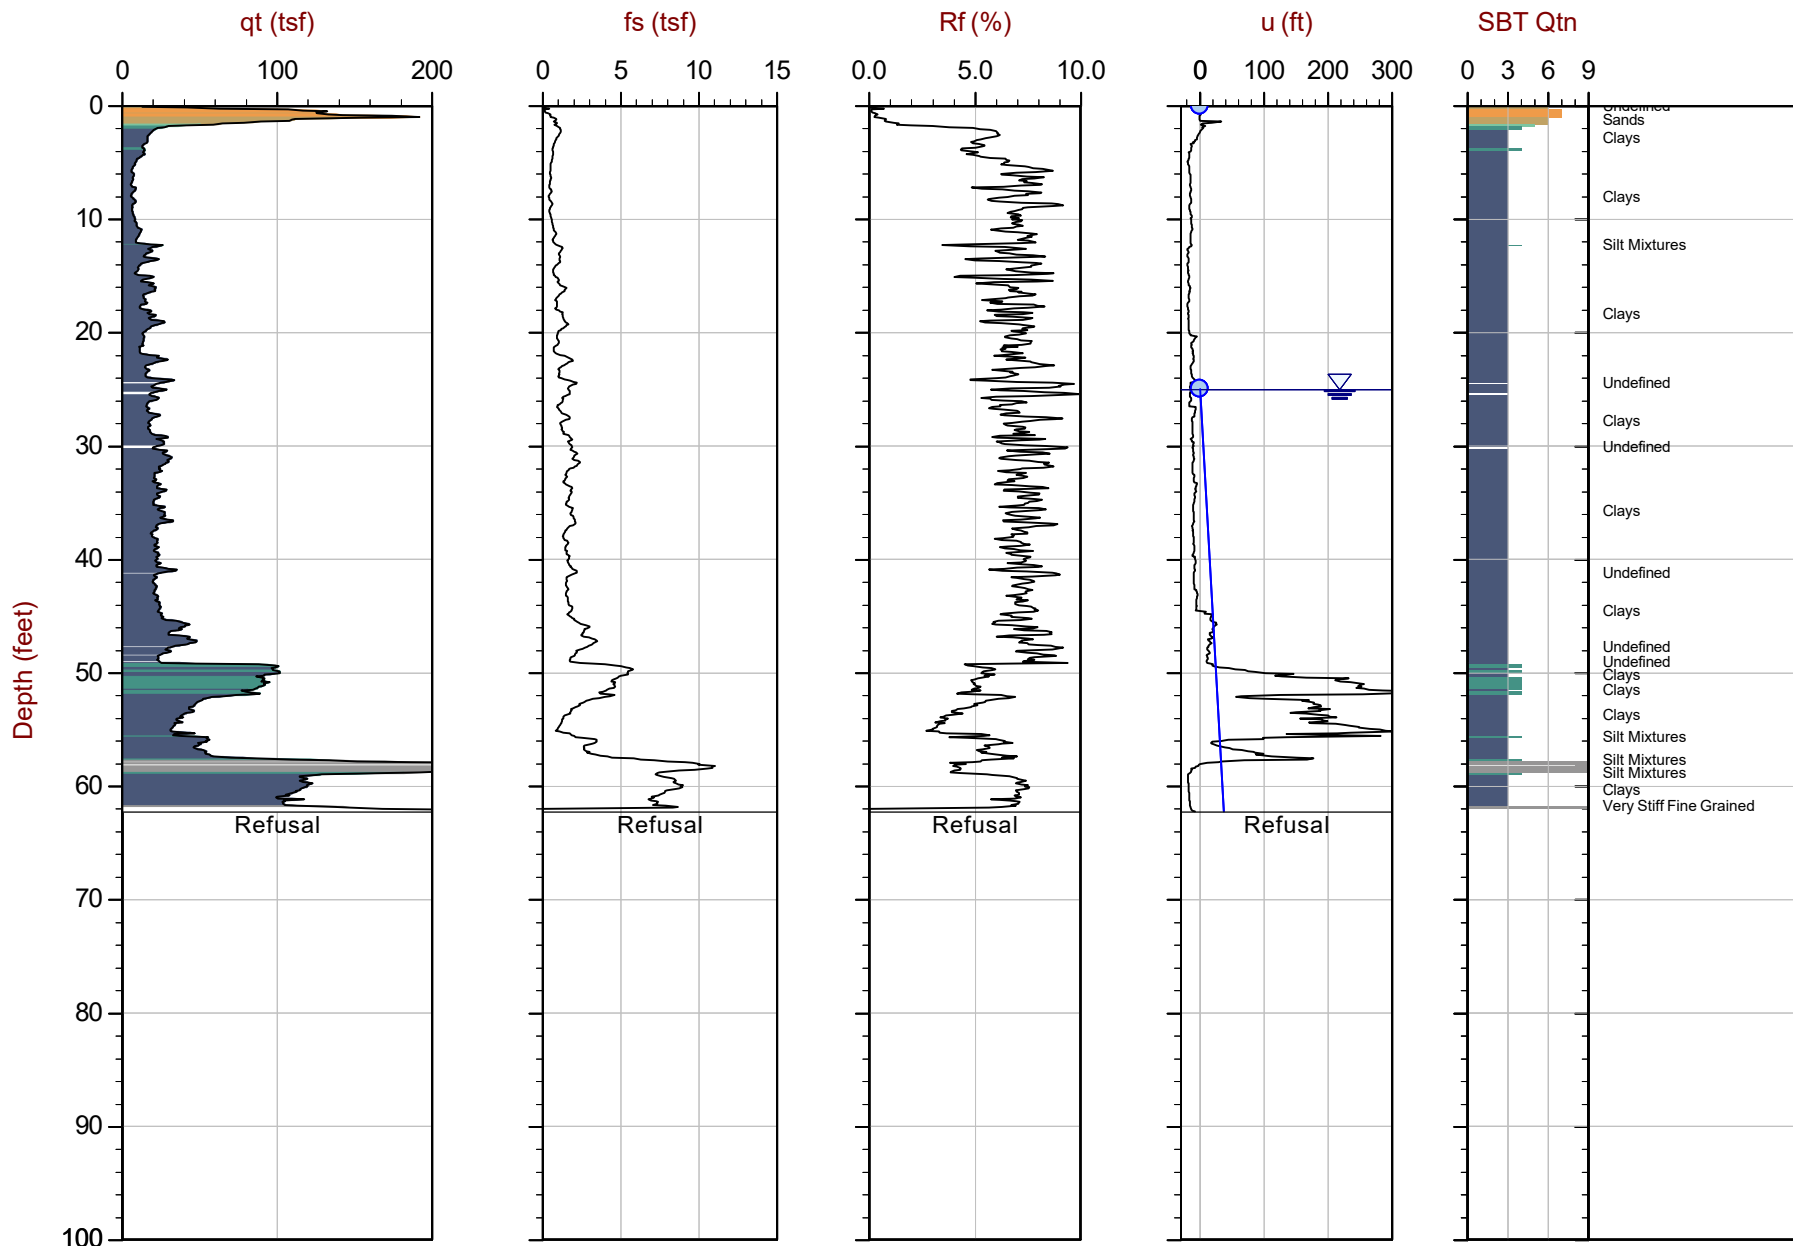 qt (tsf) fs (tsf) Rf (%) u (ft) SBT Qtn
0 100 200 0 5 10 15 0.0 5.0 10.0 0 100 200 300 0 3 6 9
0
Undefined
Sands
Clays
Clays
10
Silt Mixtures
Clays
20
Undefined
Clays
30
Undefined
Clays
40
Undefined
Clays
Undefined
Undefined
50
Clays
Clays
Clays
Silt Mixtures
Silt Mixtures
Silt Mixtures
60
Clays
Very Stiff Fine Grained
Refusal Refusal Refusal Refusal
Depth (feet)
70
80
90
100